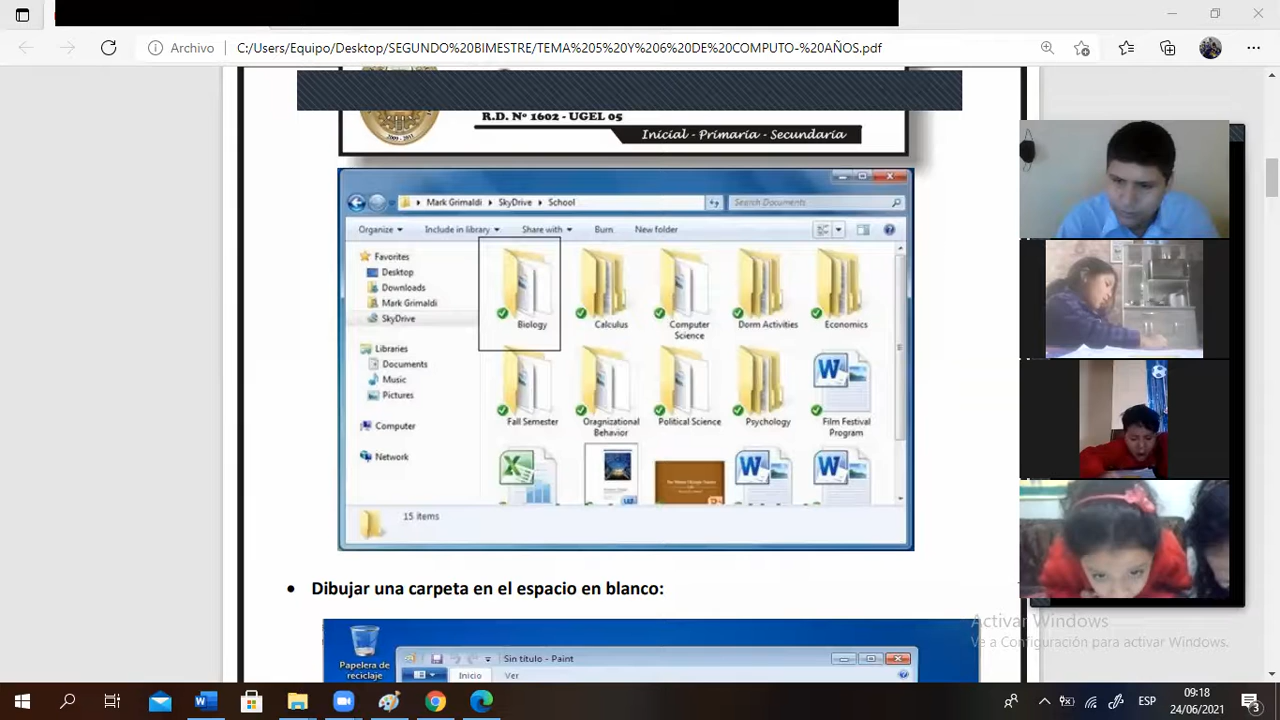 Archivo
C:/Users/Equipo/Desktop/SEGUNDO%20BIMESTRE/TEMA%205%20Y%206%20DE%20COMPUTO-%20AÑOS.pdf
R.D. Nº 1602 - UGEL 05
Inicial - Primaria - Secundaria
Mark Grimaldi SkyDrive School
Search Documents
Organize Include in library Share with Burn New folder
Favorites
Desktop
Downloads
Mark Grimaldi
SkyDrive
Libraries
Documents
Music
Pictures
Computer
Network
Biology Calculus Computer Science Dorm Activities Economics
Fall Semester Oragnizational Behavior Political Science Psychology Film Festival Program
15 items
• Dibujar una carpeta en el espacio en blanco:
Papelera de reciclaje
Sin título - Paint
Inicio Ver
Activar Windows
Ve a Configuración para activar Windows.
ESP
09:18
24/06/2021
3